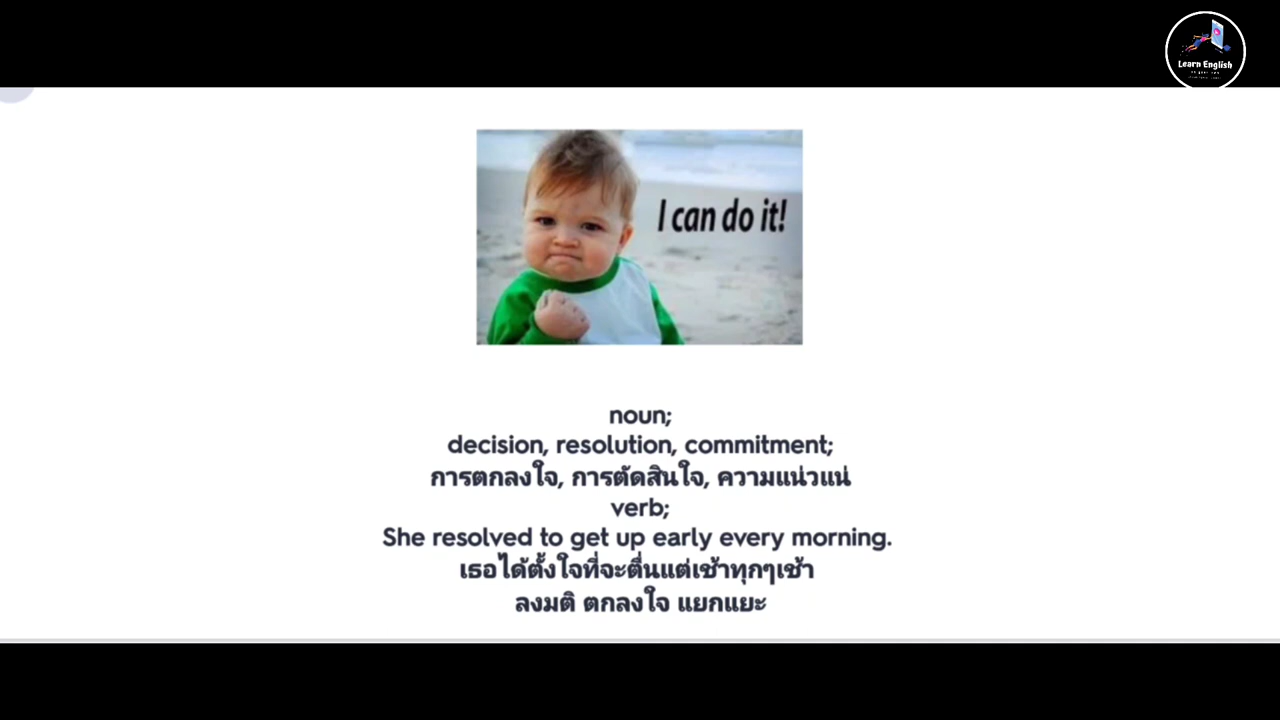 Learn English
I can do it!
noun;
decision, resolution, commitment;
การตกลงใจ, การตัดสินใจ, ความแน่วแน่
verb;
She resolved to get up early every morning.
เธอได้ตั้งใจที่จะตื่นแต่เช้าทุกๆเช้า
ลงมติ ตกลงใจ แยกแยะ